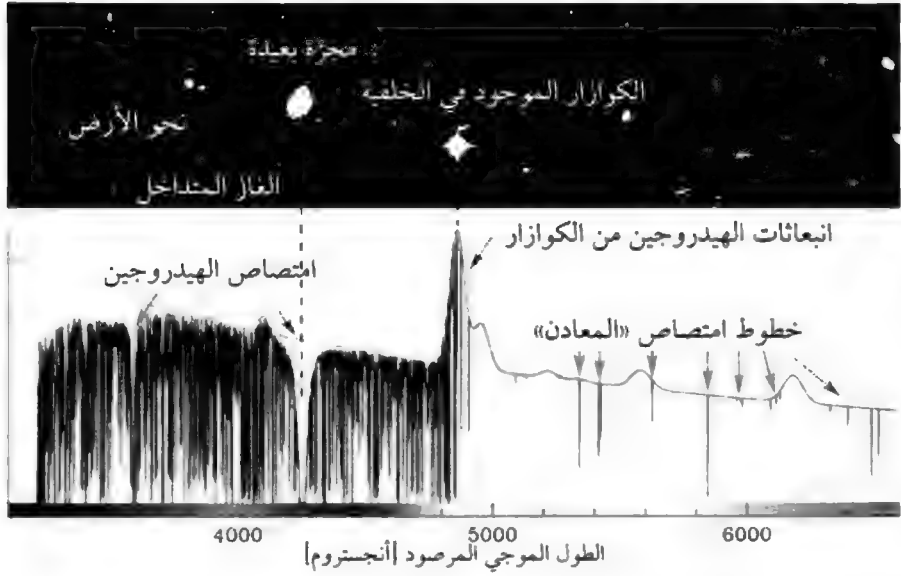 مجرّة بعيدة
الكوازار الموجود في الخلفية
نحو الأرض
الغاز المتداخل
انبعاثات الهيدروجين من الكوازار
امتصاص الهيدروجين
خطوط امتصاص «المعادن»
4000 5000 6000
الطول الموجي المرصود [أنجستروم]